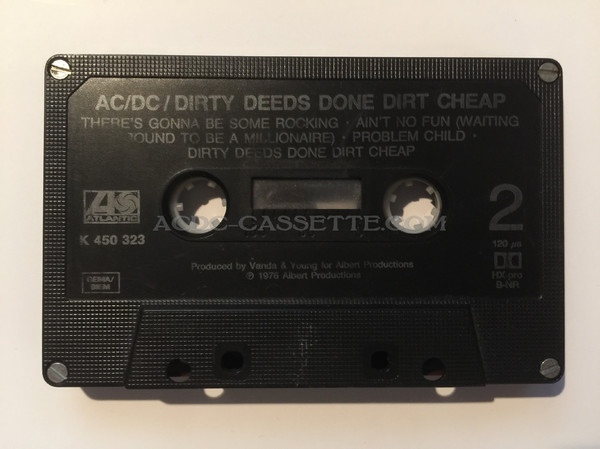 AC/DC / DIRTY DEEDS DONE DIRT CHEAP
THERE'S GONNA BE SOME ROCKING • AIN'T NO FUN (WAITING
ROUND TO BE A MILLIONAIRE) • PROBLEM CHILD •
DIRTY DEEDS DONE DIRT CHEAP
ATLANTIC
K 450 323
ACDC-CASSETTE.COM
2
120 µs
HX pro
B-NR
GEMA/
BIEM
Produced by Vanda & Young for Albert Productions
℗ 1976 Albert Productions